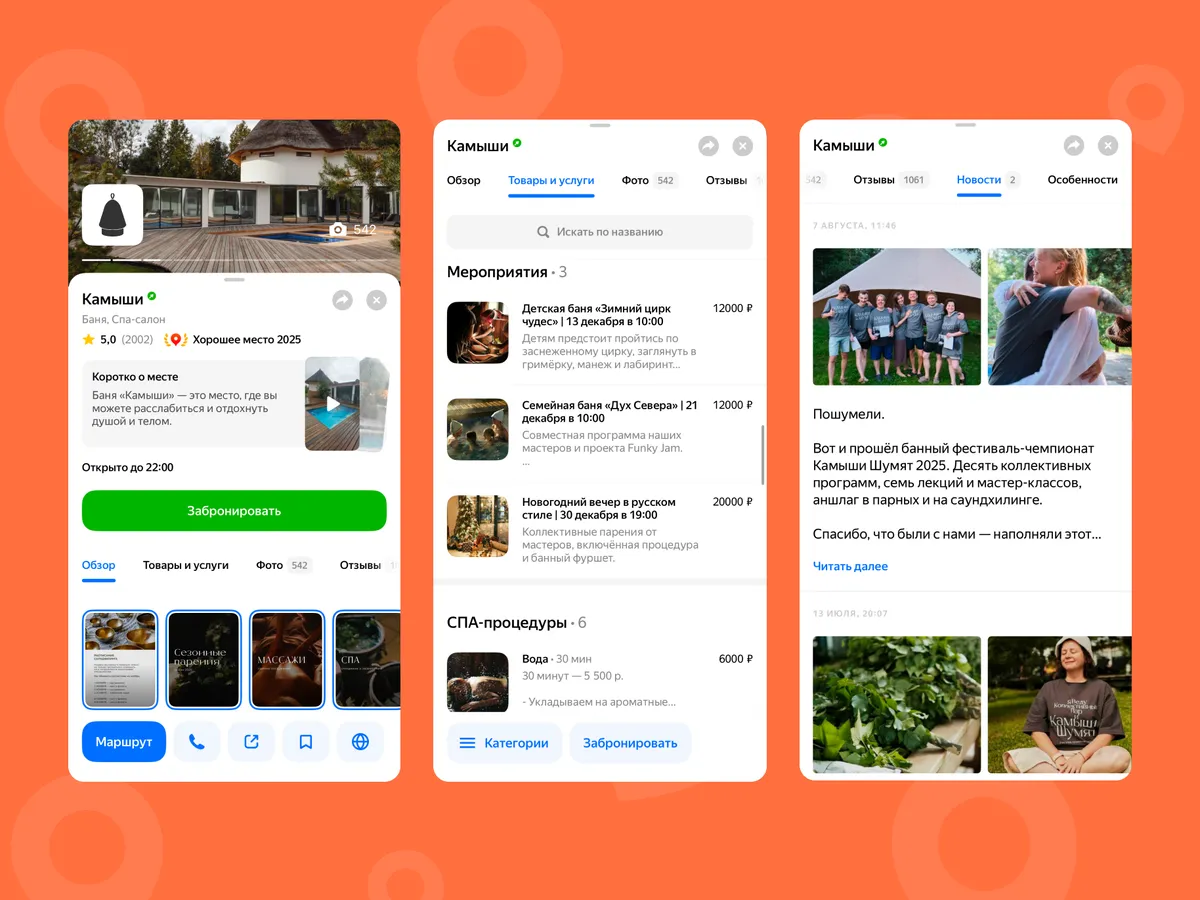 542
Камыши
Баня, Спа-салон
5,0 (2002) Хорошее место 2025
Коротко о месте
Баня «Камыши» — это место, где вы
можете расслабиться и отдохнуть
душой и телом.
Открыто до 22:00
Забронировать
Обзор Товары и услуги Фото 542 Отзывы
Сезонные
парения
МАССАЖИ
СПА
Маршрут
Камыши
Обзор Товары и услуги Фото 542 Отзывы
Искать по названию
Мероприятия • 3
Детская баня «Зимний цирк
чудес» | 13 декабря в 10:00
12000 ₽
Детям предстоит пройтись по
заснеженному цирку, заглянуть в
гримёрку, манеж и лабиринт...
Семейная баня «Дух Севера» | 21
декабря в 10:00
12000 ₽
Совместная программа наших
мастеров и проекта Funky Jam.
...
Новогодний вечер в русском
стиле | 30 декабря в 19:00
20000 ₽
Коллективные парения от
мастеров, включённая процедура
и банный фуршет.
СПА-процедуры • 6
Вода • 30 мин
6000 ₽
30 минут — 5 500 р.
- Укладываем на ароматные...
Категории Забронировать
Камыши
542 Отзывы 1061 Новости 2 Особенности
7 АВГУСТА, 11:46
Пошумели.
Вот и прошёл банный фестиваль-чемпионат
Камыши Шумят 2025. Десять коллективных
программ, семь лекций и мастер-классов,
аншлаг в парных и на саундхилинге.
Спасибо, что были с нами — наполняли этот...
Читать далее
13 ИЮЛЯ, 20:07
Камыши
Шумят